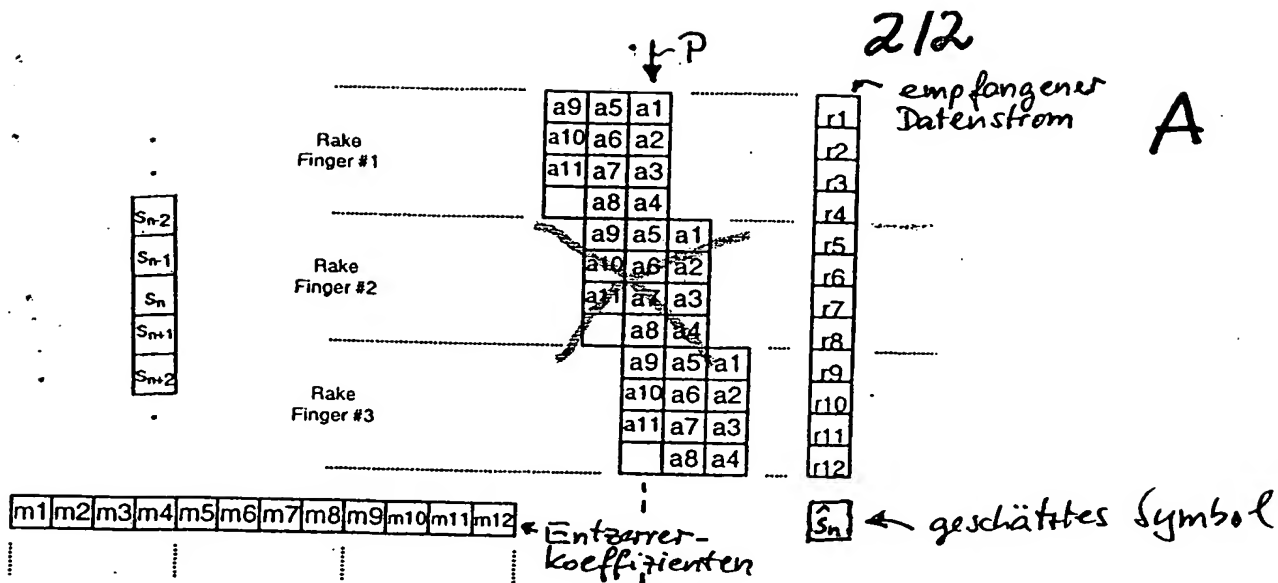 P
2/2
empfangener
Datenstrom
A
Rake
Finger #1
a9 a5 a1
a10 a6 a2
a11 a7 a3
a8 a4
r1
r2
r3
r4
Rake
Finger #2
a9 a5 a1
a10 a6 a2
a11 a7 a3
a8 a4
r5
r6
r7
r8
Sn-2
Sn-1
Sn
Sn+1
Sn+2
Rake
Finger #3
a9 a5 a1
a10 a6 a2
a11 a7 a3
a8 a4
r9
r10
r11
r12
m1 m2 m3 m4 m5 m6 m7 m8 m9 m10 m11 m12
Entzerrer-
koeffizienten
ŝn
geschätztes Symbol